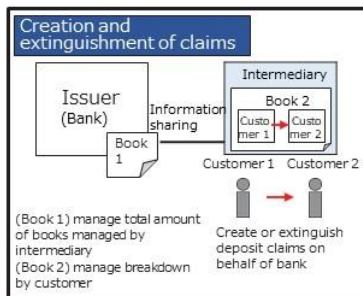 Creation and
extinguishment of claims
Issuer
(Bank)
Book
1
Information
sharing
Intermediary
Book 2
Custo
mer 1
Custo
mer 2
Customer 1
Customer 2
(Book 1) manage total amount
of books managed by
intermediary
(Book 2) manage breakdown
by customer
Create or extinguish
deposit claims on
behalf of bank